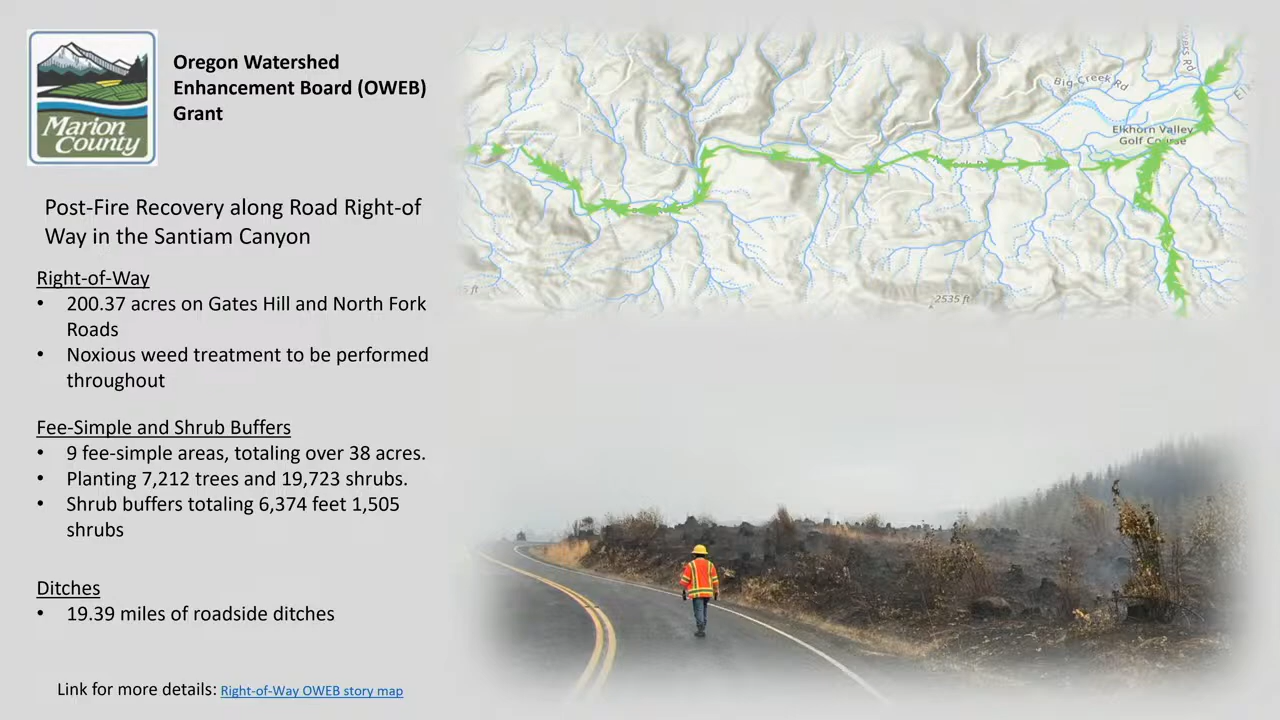 Marion
County
Oregon Watershed
Enhancement Board (OWEB)
Grant
Post-Fire Recovery along Road Right-of
Way in the Santiam Canyon
Right-of-Way
• 200.37 acres on Gates Hill and North Fork
Roads
• Noxious weed treatment to be performed
throughout
Fee-Simple and Shrub Buffers
• 9 fee-simple areas, totaling over 38 acres.
• Planting 7,212 trees and 19,723 shrubs.
• Shrub buffers totaling 6,374 feet 1,505
shrubs
Ditches
• 19.39 miles of roadside ditches
Link for more details: Right-of-Way OWEB story map
Big Creek Rd
Rd
Elkhorn Valley
Golf Course
2535 ft